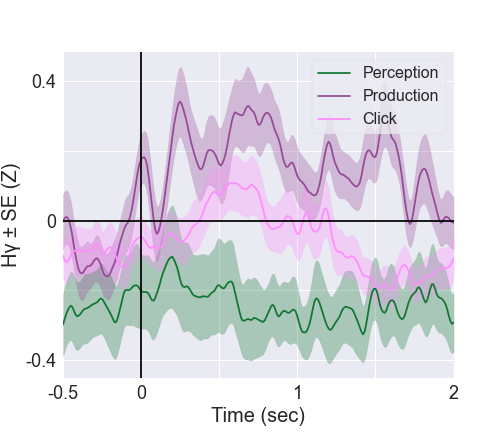 Perception
Production
Click
0.4
0
-0.4
Hγ ± SE (Z)
-0.5
0
1
2
Time (sec)